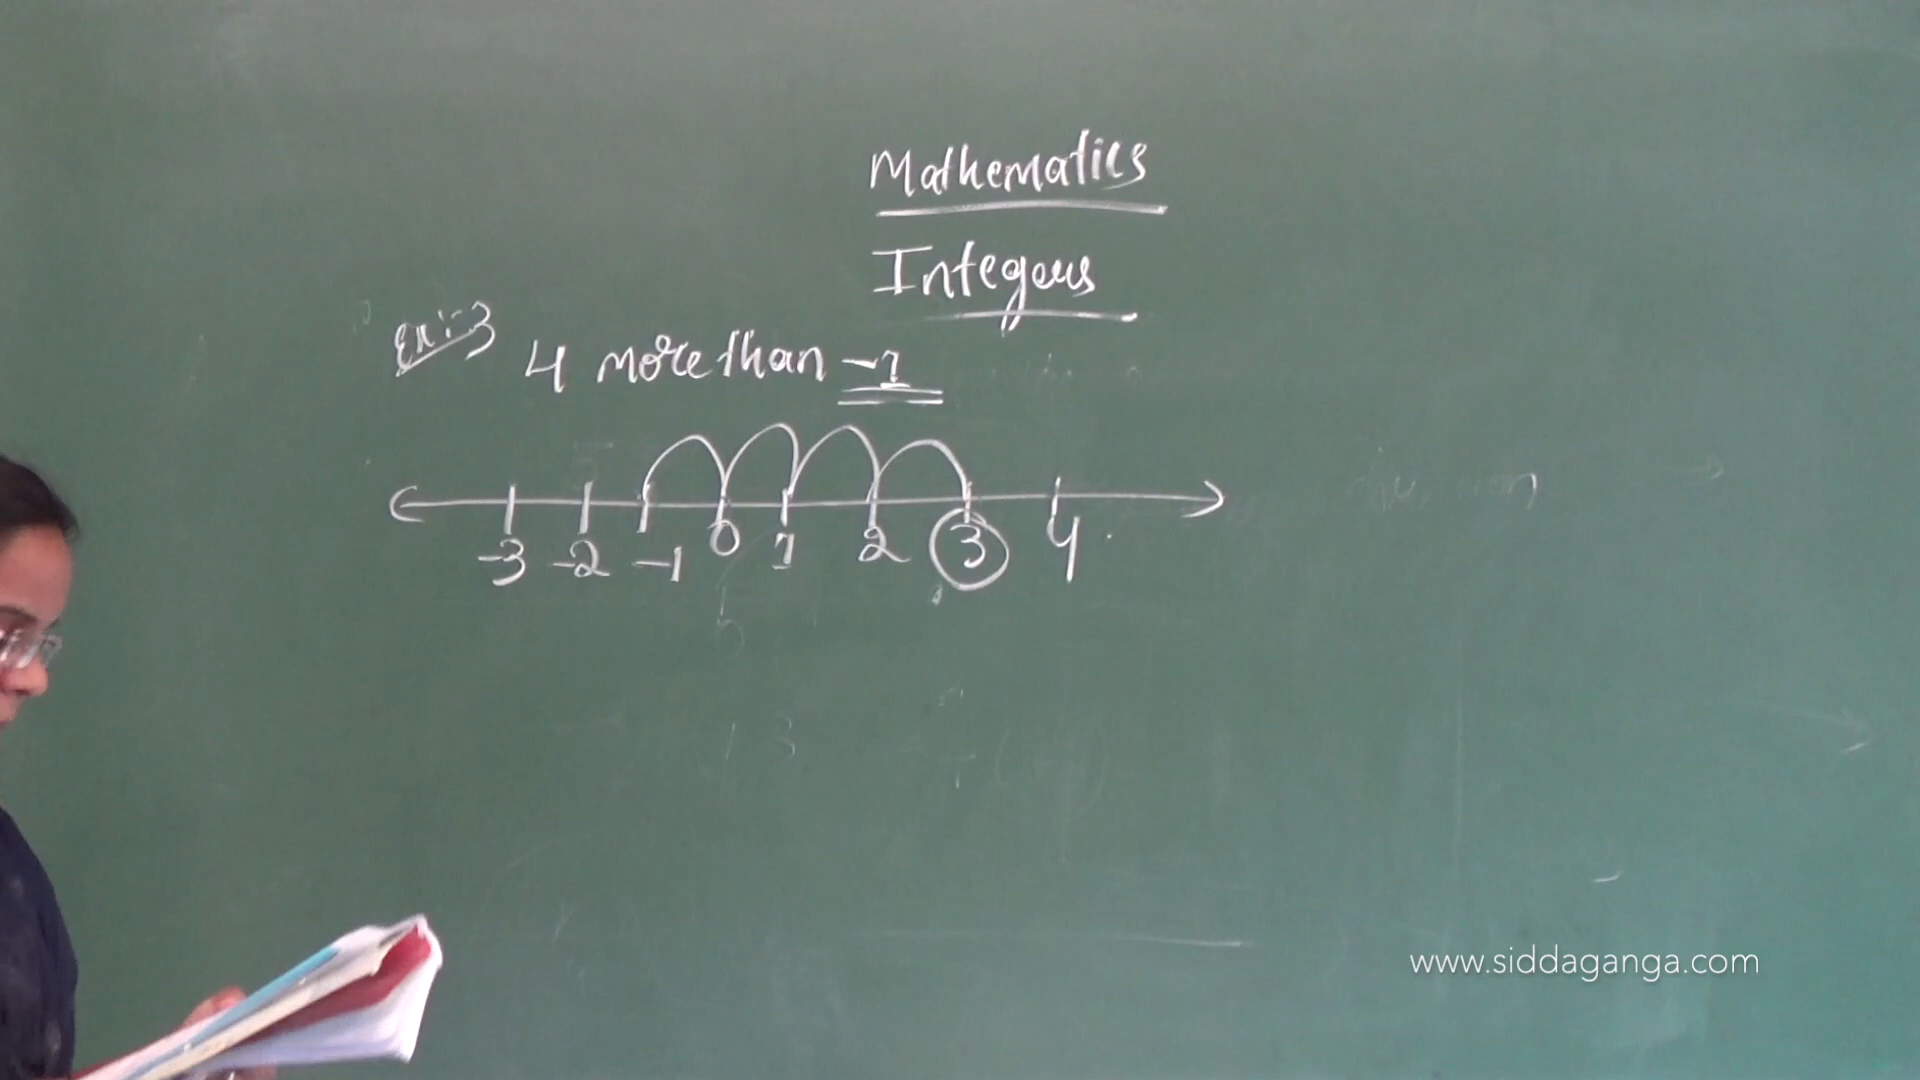 Mathematics
Integers
Ex:-3
4 more than -1
-3 -2 -1 0 1 2 3 4
www.siddaganga.com